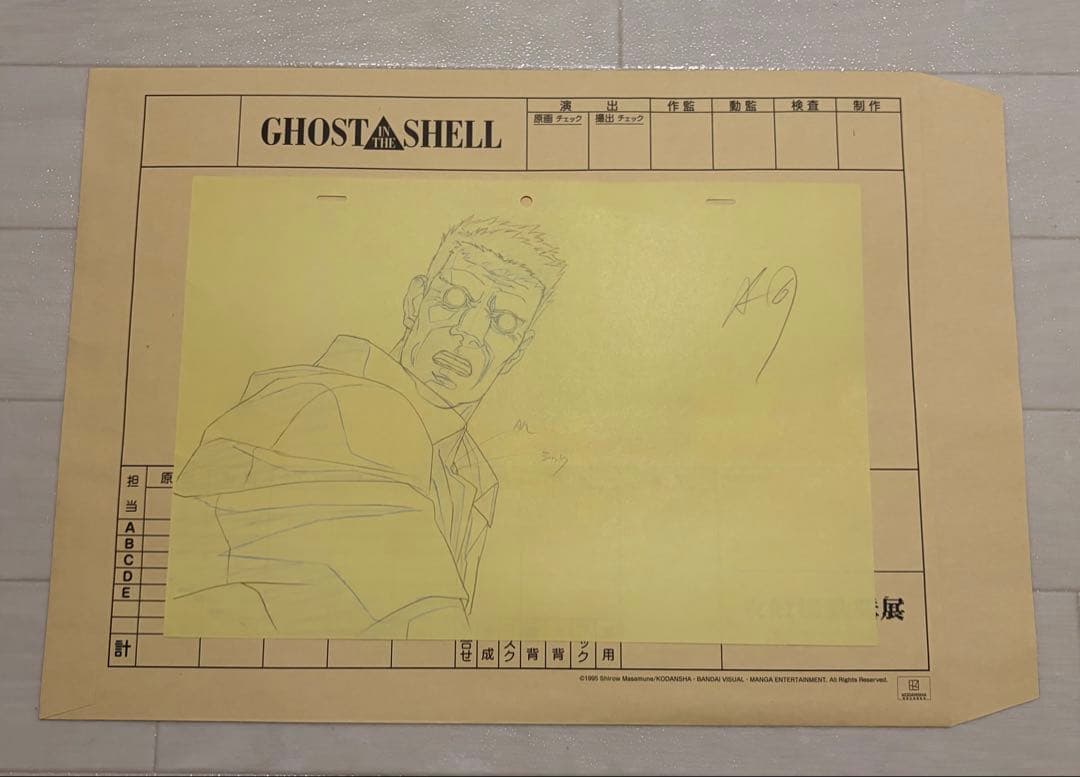 GHOST IN THE SHELL
演出
作監
動監
検査
制作
原画 チェック
撮出 チェック
A⑥
担当
原
A
B
C
D
E
展
計
成
ク
背
背
ク
用
©1995 Shirow Masamune/KODANSHA・BANDAI VISUAL・MANGA ENTERTAINMENT. All Rights Reserved.
KODANSHA